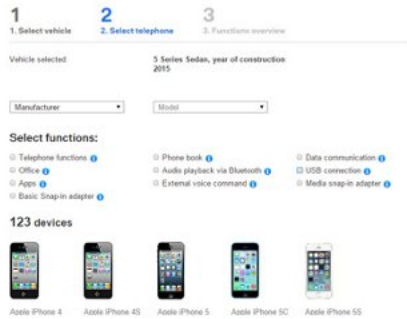 1 2 3
1. Select vehicle 2. Select telephone 3. Functions overview
Vehicle selected 5 Series Sedan, year of construction
2015
Manufacturer Model
Select functions:
Telephone functions Phone book Data communication
Office Audio playback via Bluetooth USB connection
Apps External voice command Media snap-in adapter
Basic Snap-in adapter
123 devices
Apple iPhone 4 Apple iPhone 4S Apple iPhone 5 Apple iPhone 5C Apple iPhone 5S